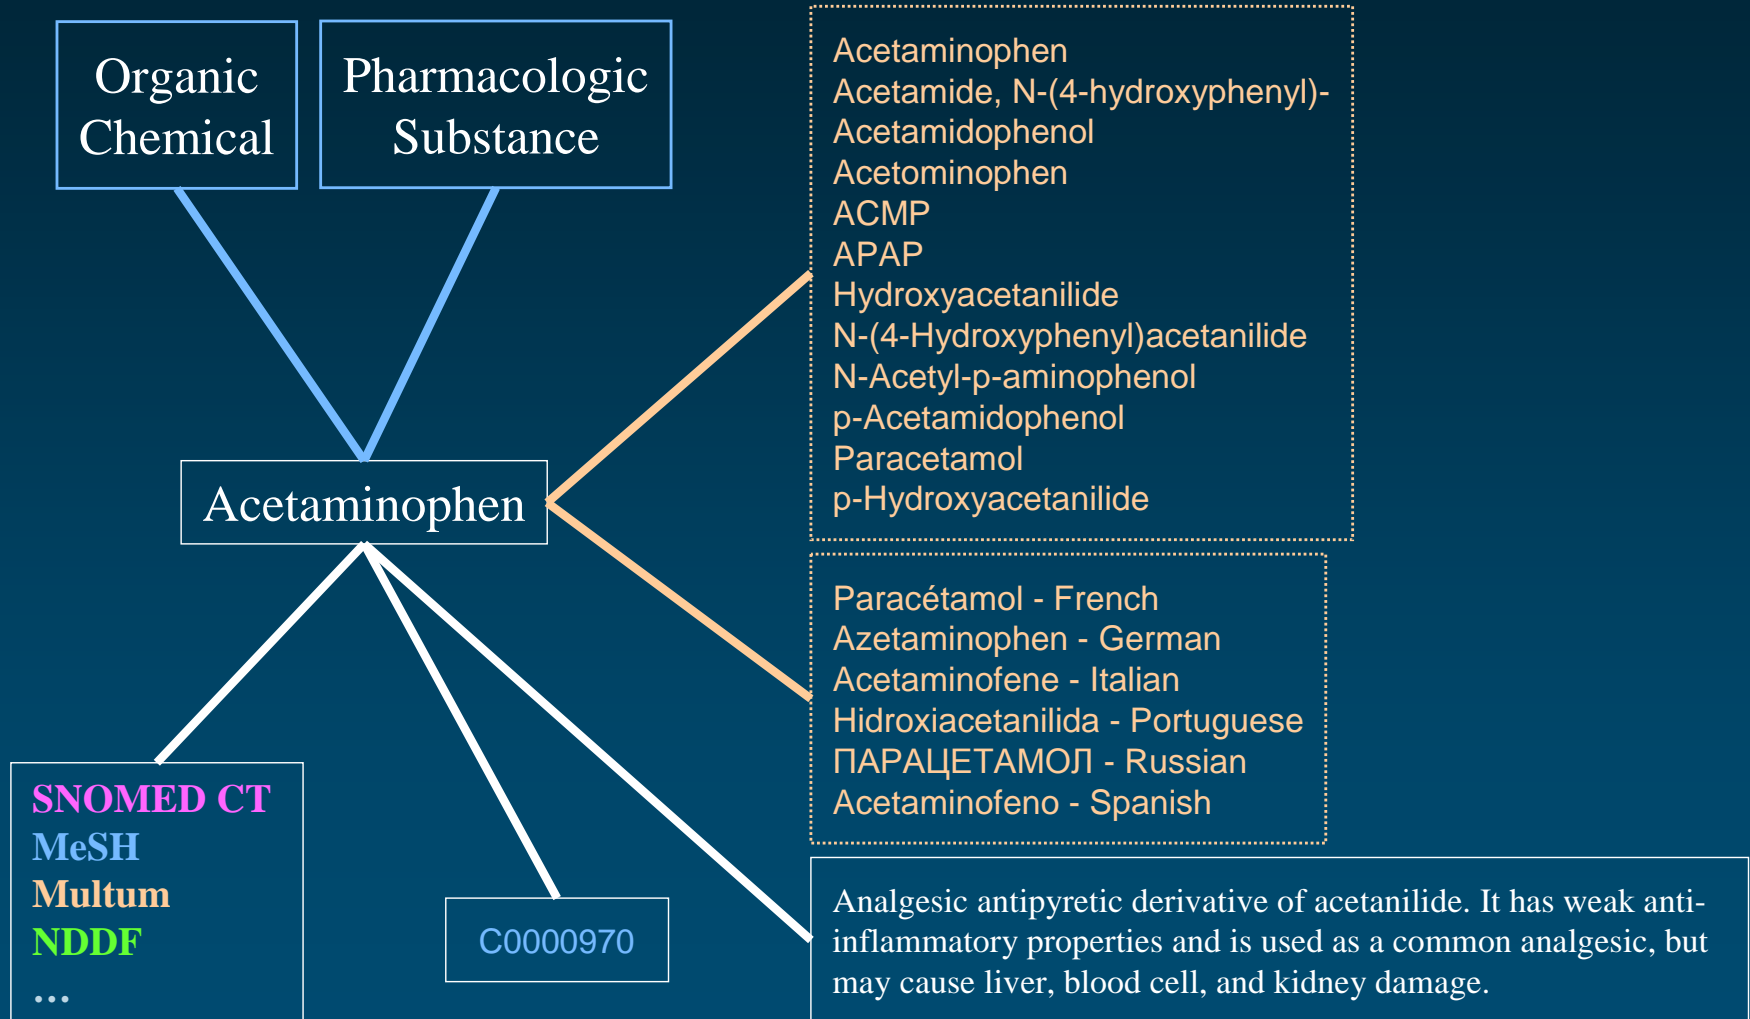 Organic
Chemical
Pharmacologic
Substance
Acetaminophen
Acetaminophen
Acetamide, N-(4-hydroxyphenyl)-
Acetamidophenol
Acetominophen
ACMP
APAP
Hydroxyacetanilide
N-(4-Hydroxyphenyl)acetanilide
N-Acetyl-p-aminophenol
p-Acetamidophenol
Paracetamol
p-Hydroxyacetanilide
Paracétamol - French
Azetaminophen - German
Acetaminofene - Italian
Hidroxiacetanilida - Portuguese
ПАРАЦЕТАМОЛ - Russian
Acetaminofeno - Spanish
SNOMED CT
MeSH
Multum
NDDF
…
C0000970
Analgesic antipyretic derivative of acetanilide. It has weak anti-
inflammatory properties and is used as a common analgesic, but
may cause liver, blood cell, and kidney damage.